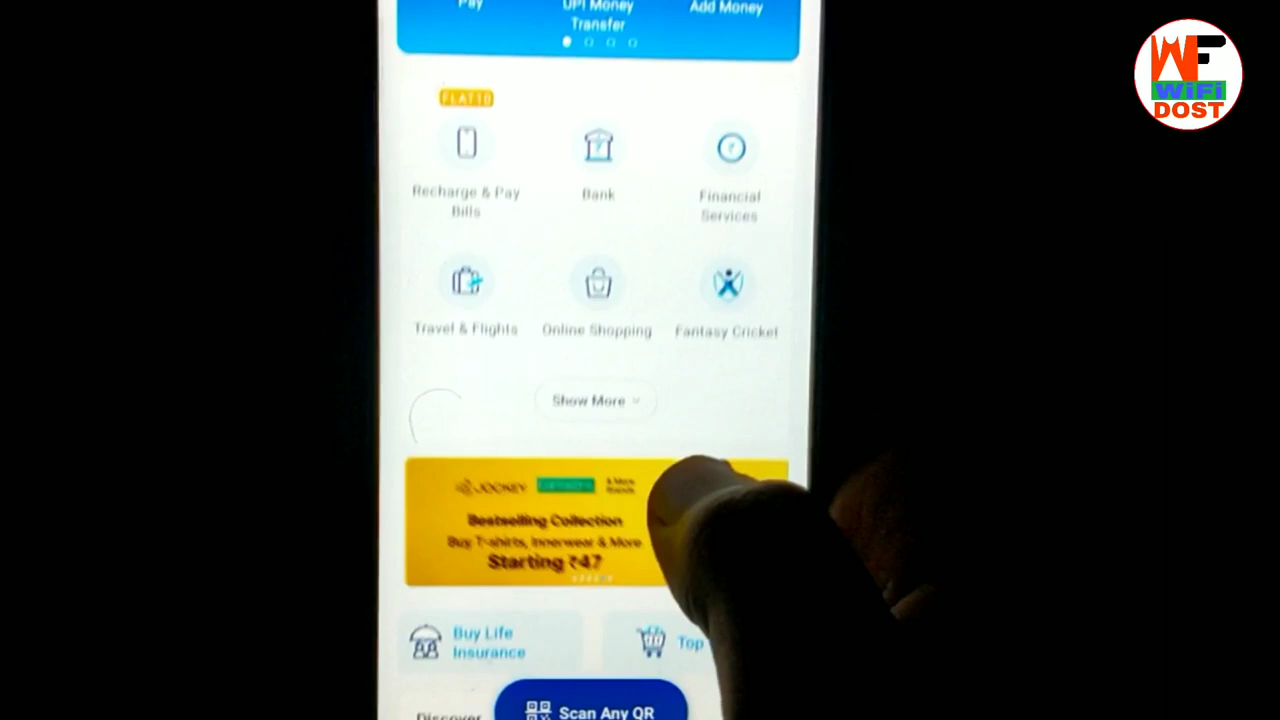 Pay
UPI Money
Transfer
Add Money
WF
WiFi
DOST
FLAT10
Recharge & Pay
Bills
Bank
Financial
Services
Travel & Flights
Online Shopping
Fantasy Cricket
Show More
JOCKEY
& More
Brands
Bestselling Collection
Buy T-shirts, Innerwear & More
Starting ₹47
Buy Life
Insurance
Top
Discover
Scan Any QR